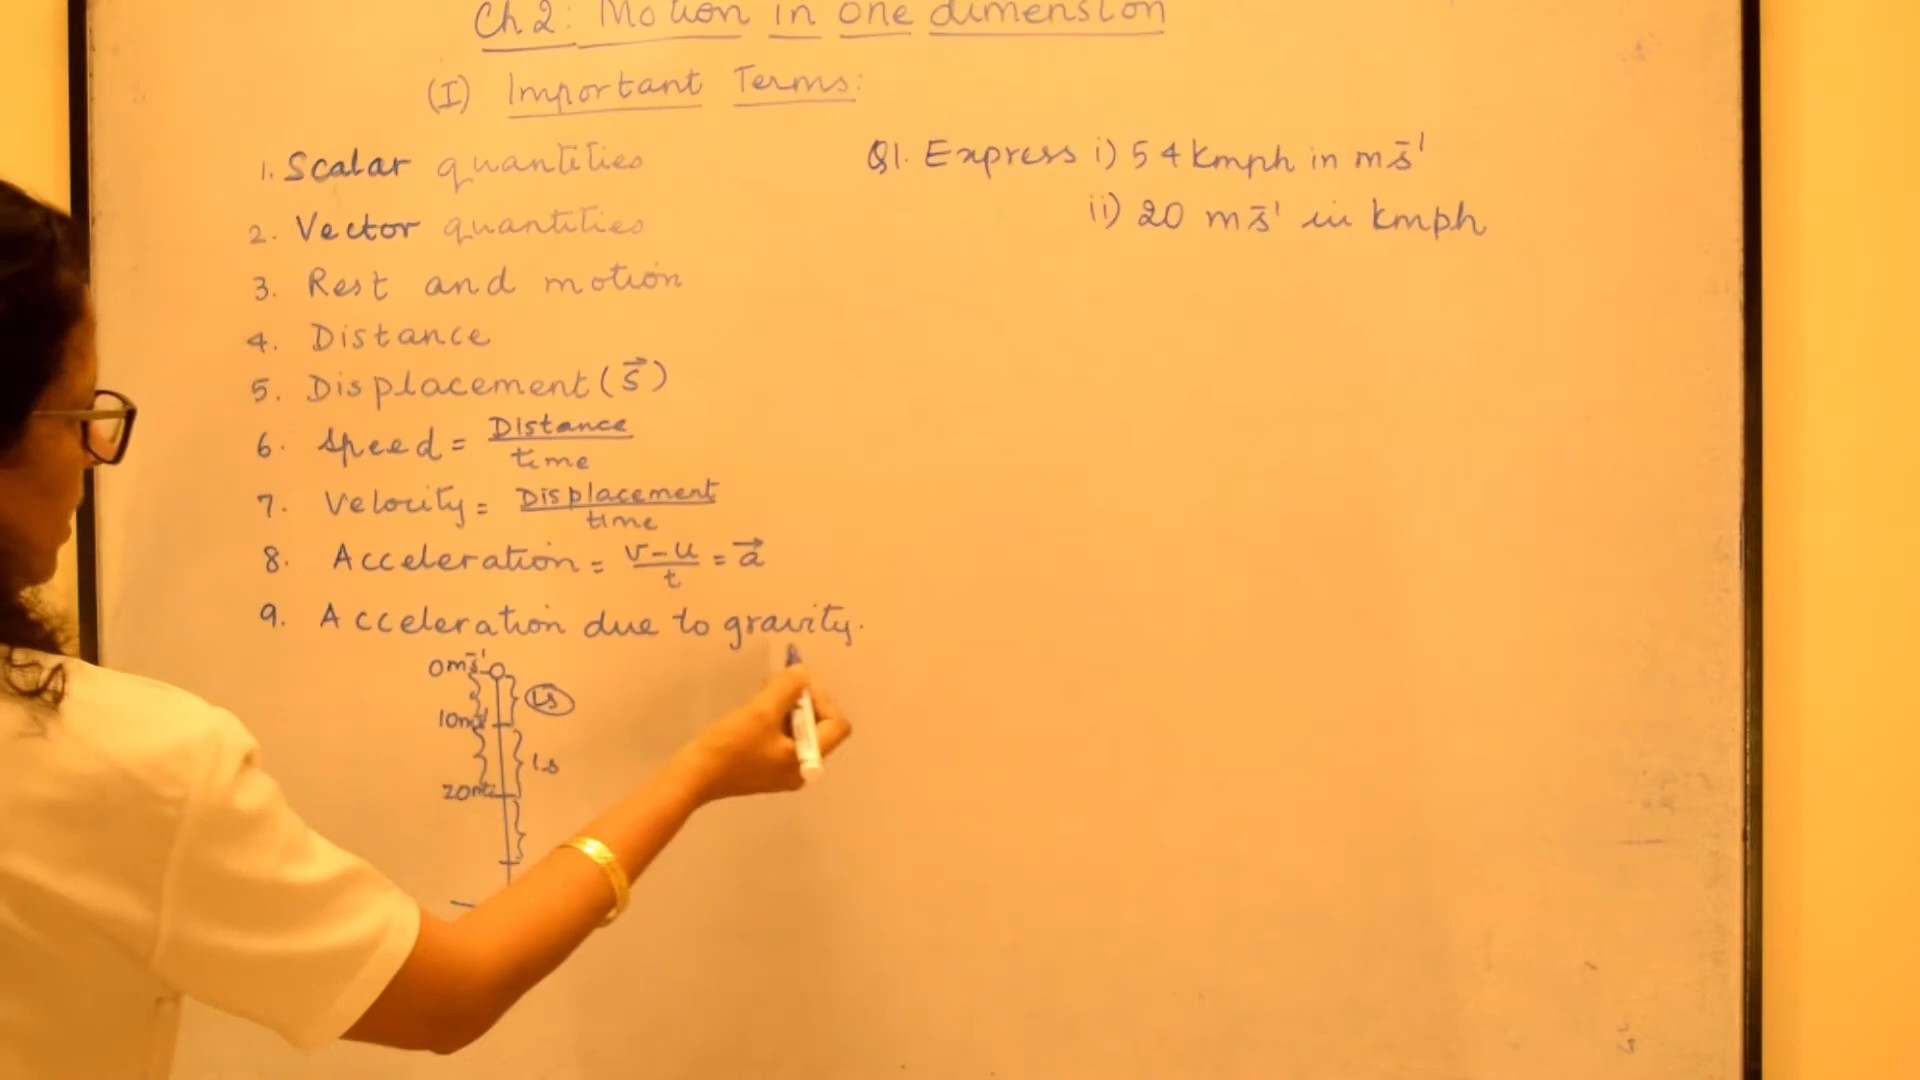 Ch 2: Motion in one dimension
(I) Important Terms:
1. Scalar quantities
2. Vector quantities
3. Rest and motion
4. Distance
5. Displacement (s⃗)
6. Speed = Distance / time
7. Velocity = Displacement / time
8. Acceleration = v-u / t = a⃗
9. Acceleration due to gravity.
0 ms⁻¹
1s
1s
Q1. Express i) 54 kmph in ms⁻¹
ii) 20 ms⁻¹ in kmph